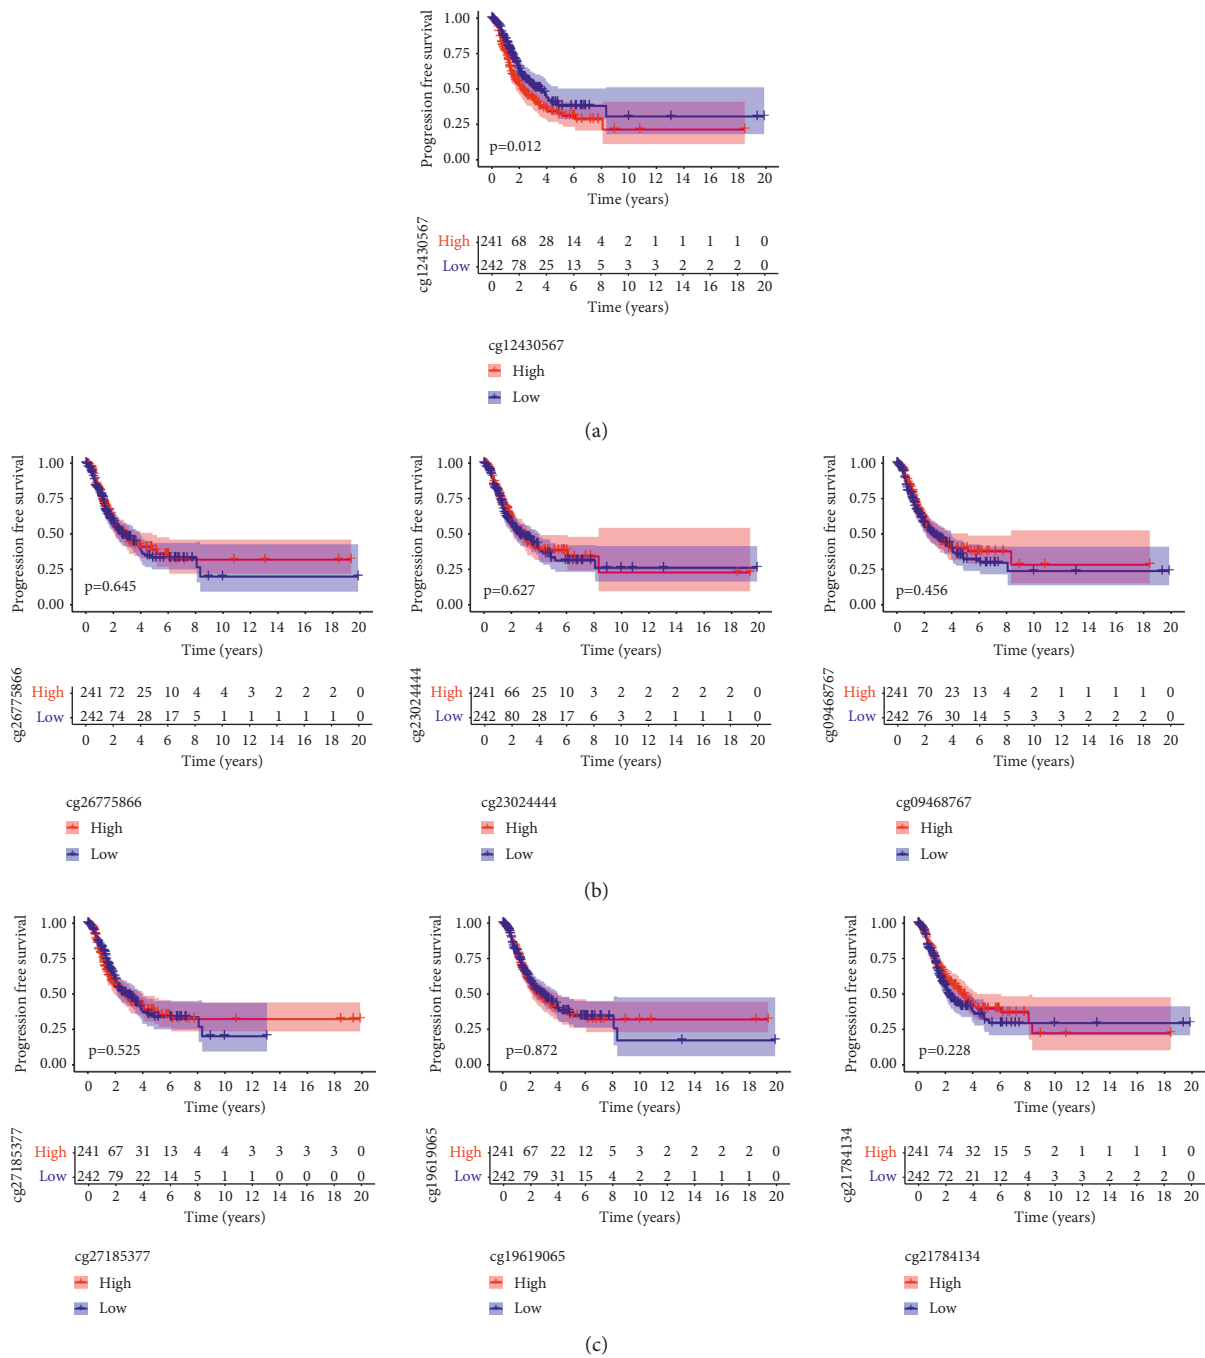 Progression free survival
1.00
0.75
0.50
0.25
0.00
p=0.012
0 2 4 6 8 10 12 14 16 18 20
Time (years)
cg12430567
High 241 68 28 14 4 2 1 1 1 1 0
Low 242 78 25 13 5 3 3 2 2 2 0
0 2 4 6 8 10 12 14 16 18 20
Time (years)
cg12430567
High
Low
(a)
Progression free survival
1.00
0.75
0.50
0.25
0.00
p=0.645
0 2 4 6 8 10 12 14 16 18 20
Time (years)
cg26775866
High 241 72 25 10 4 4 3 2 2 2 0
Low 242 74 28 17 5 1 1 1 1 1 0
0 2 4 6 8 10 12 14 16 18 20
Time (years)
cg26775866
High
Low
Progression free survival
1.00
0.75
0.50
0.25
0.00
p=0.627
0 2 4 6 8 10 12 14 16 18 20
Time (years)
cg23024444
High 241 66 25 10 3 2 2 2 2 2 0
Low 242 80 28 17 6 3 2 1 1 1 0
0 2 4 6 8 10 12 14 16 18 20
Time (years)
cg23024444
High
Low
Progression free survival
1.00
0.75
0.50
0.25
0.00
p=0.456
0 2 4 6 8 10 12 14 16 18 20
Time (years)
cg09468767
High 241 70 23 13 4 2 1 1 1 1 0
Low 242 76 30 14 5 3 3 2 2 2 0
0 2 4 6 8 10 12 14 16 18 20
Time (years)
cg09468767
High
Low
(b)
Progression free survival
1.00
0.75
0.50
0.25
0.00
p=0.525
0 2 4 6 8 10 12 14 16 18 20
Time (years)
cg27185377
High 241 67 31 13 4 4 3 3 3 3 0
Low 242 79 22 14 5 1 1 0 0 0 0
0 2 4 6 8 10 12 14 16 18 20
Time (years)
cg27185377
High
Low
Progression free survival
1.00
0.75
0.50
0.25
0.00
p=0.872
0 2 4 6 8 10 12 14 16 18 20
Time (years)
cg19619065
High 241 67 22 12 5 3 2 2 2 2 0
Low 242 79 31 15 4 2 2 1 1 1 0
0 2 4 6 8 10 12 14 16 18 20
Time (years)
cg19619065
High
Low
Progression free survival
1.00
0.75
0.50
0.25
0.00
p=0.228
0 2 4 6 8 10 12 14 16 18 20
Time (years)
cg21784134
High 241 74 32 15 5 2 1 1 1 1 0
Low 242 72 21 12 4 3 3 2 2 2 0
0 2 4 6 8 10 12 14 16 18 20
Time (years)
cg21784134
High
Low
(c)